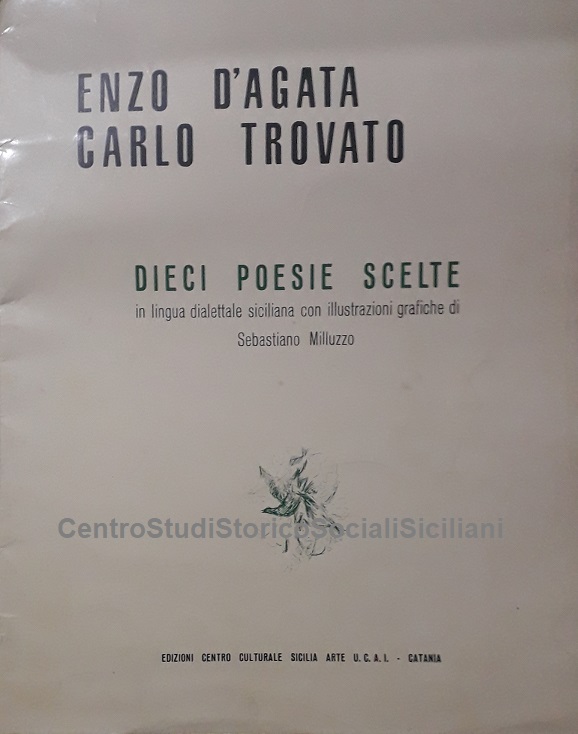 ENZO D'AGATA
CARLO TROVATO
DIECI POESIE SCELTE
in lingua dialettale siciliana con illustrazioni grafiche di
Sebastiano Milluzzo
CentroStudiStoricoSocialiSiciliani
EDIZIONI CENTRO CULTURALE SICILIA ARTE U.C.A.I. - CATANIA